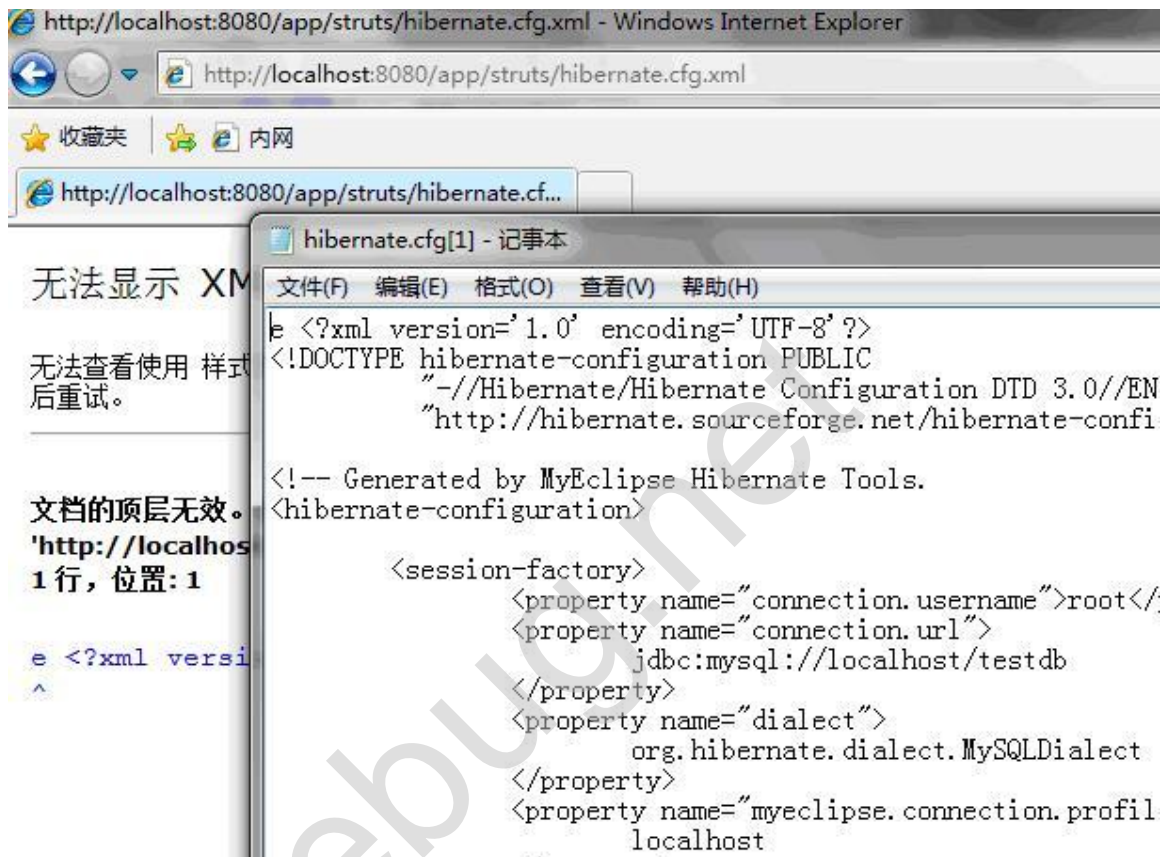 http://localhost:8080/app/struts/hibernate.cfg.xml - Windows Internet Explorer
http://localhost:8080/app/struts/hibernate.cfg.xml
收藏夹 内网
http://localhost:8080/app/struts/hibernate.cf...
hibernate.cfg[1] - 记事本
文件(F) 编辑(E) 格式(O) 查看(V) 帮助(H)
无法显示 XM
无法查看使用 样式
后重试。
文档的顶层无效。
'http://localhos
1 行，位置: 1
e <?xml versi
^
e <?xml version='1.0' encoding='UTF-8'?>
<!DOCTYPE hibernate-configuration PUBLIC
"-//Hibernate/Hibernate Configuration DTD 3.0//EN
"http://hibernate.sourceforge.net/hibernate-confi
<!-- Generated by MyEclipse Hibernate Tools.
<hibernate-configuration>
<session-factory>
<property name="connection.username">root</
<property name="connection.url">
jdbc:mysql://localhost/testdb
</property>
<property name="dialect">
org.hibernate.dialect.MySQLDialect
</property>
<property name="myeclipse.connection.profil
localhost
ebug.net